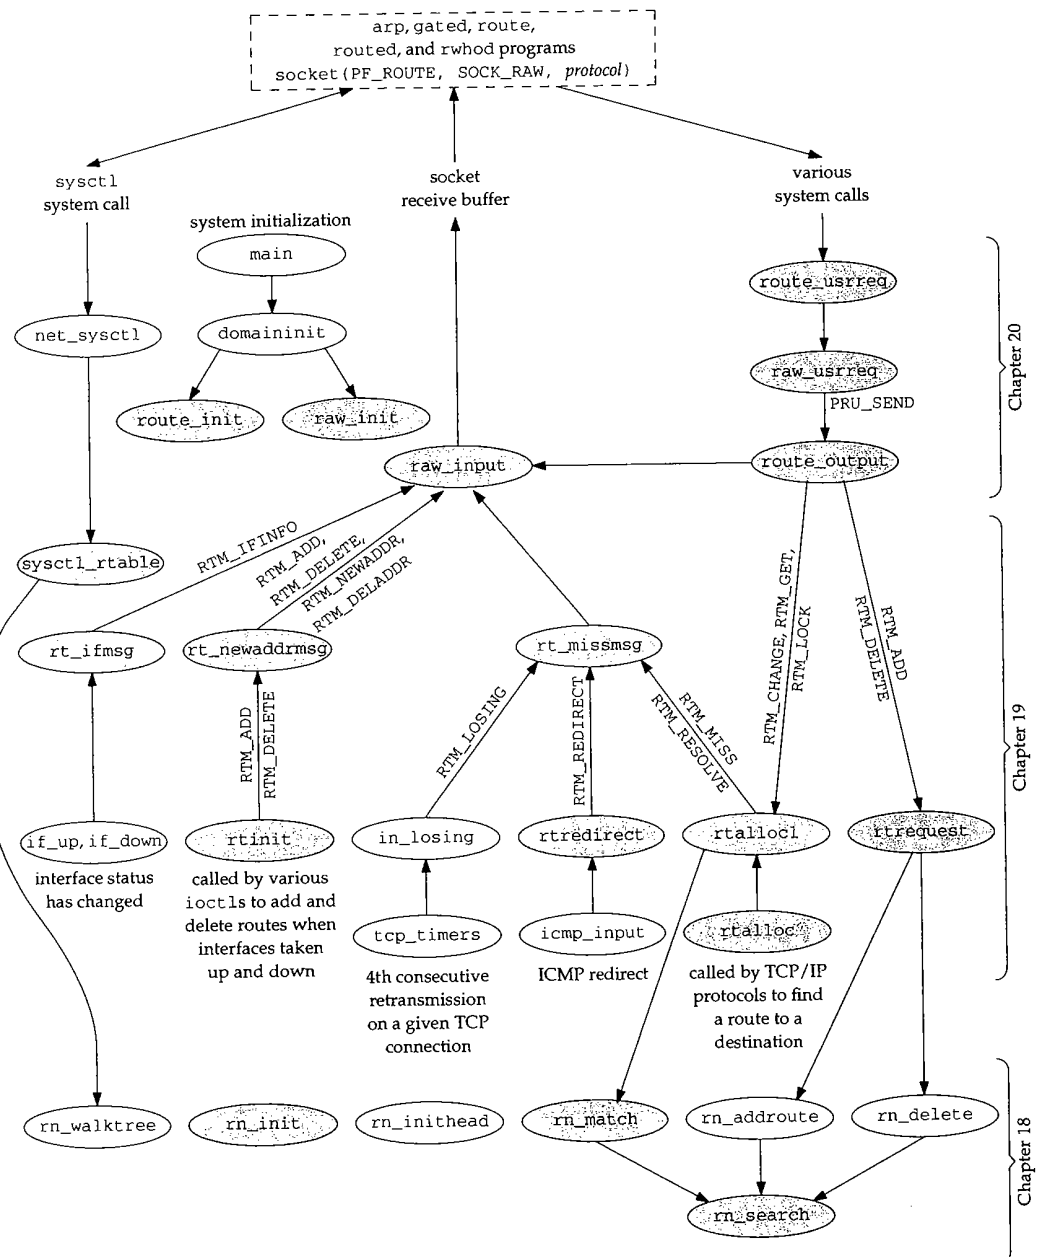 arp, gated, route,
routed, and rwhod programs
socket(PF_ROUTE, SOCK_RAW, protocol)
sysctl
system call
socket
receive buffer
various
system calls
system initialization
main
route_usrreq
net_sysctl
domaininit
raw_usrreq
PRU_SEND
route_init
raw_init
raw_input
route_output
Chapter 20
sysctl_rtable
RTM_IFINFO
RTM_ADD,
RTM_DELETE,
RTM_NEWADDR,
RTM_DELADDR
RTM_CHANGE, RTM_GET,
RTM_LOCK
RTM_ADD
RTM_DELETE
rt_ifmsg
rt_newaddrmsg
rt_missmsg
RTM_ADD
RTM_DELETE
RTM_LOSING
RTM_REDIRECT
RTM_MISS
RTM_RESOLVE
Chapter 19
if_up, if_down
rtinit
in_losing
rtredirect
rtalloc1
rtrequest
interface status
has changed
called by various
ioctls to add and
delete routes when
interfaces taken
up and down
tcp_timers
icmp_input
rtalloc
4th consecutive
retransmission
on a given TCP
connection
ICMP redirect
called by TCP/IP
protocols to find
a route to a
destination
rn_walktree
rn_init
rn_inithead
rn_match
rn_addroute
rn_delete
rn_search
Chapter 18